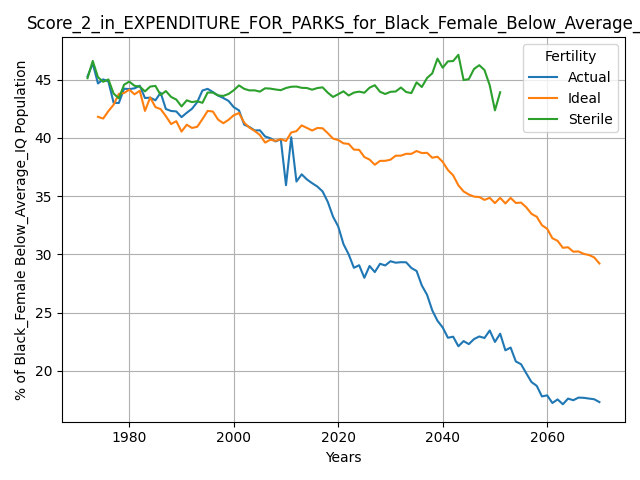 Score_2_in_EXPENDITURE_FOR_PARKS_for_Black_Female_Below_Average_
% of Black_Female Below_Average_IQ Population
45
40
35
30
25
20
Fertility
Actual
Ideal
Sterile
1980
2000
2020
2040
2060
Years